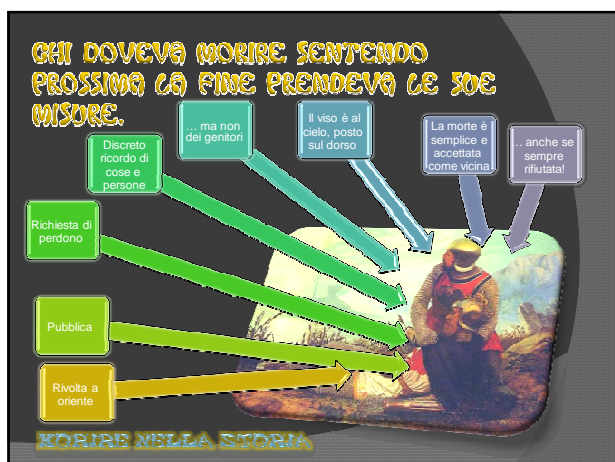 CHI DOVEVA MORIRE SENTENDO
PROSSIMA LA FINE PRENDEVA LE SUE
MISURE.
Rivolta a
oriente
Pubblica
Richiesta di
perdono
Discreto
ricordo di
cose e
persone
… ma non
dei genitori
Il viso è al
cielo, posto
sul dorso
La morte è
semplice e
accettata
come vicina
… anche se
sempre
rifiutata!
MORIRE NELLA STORIA